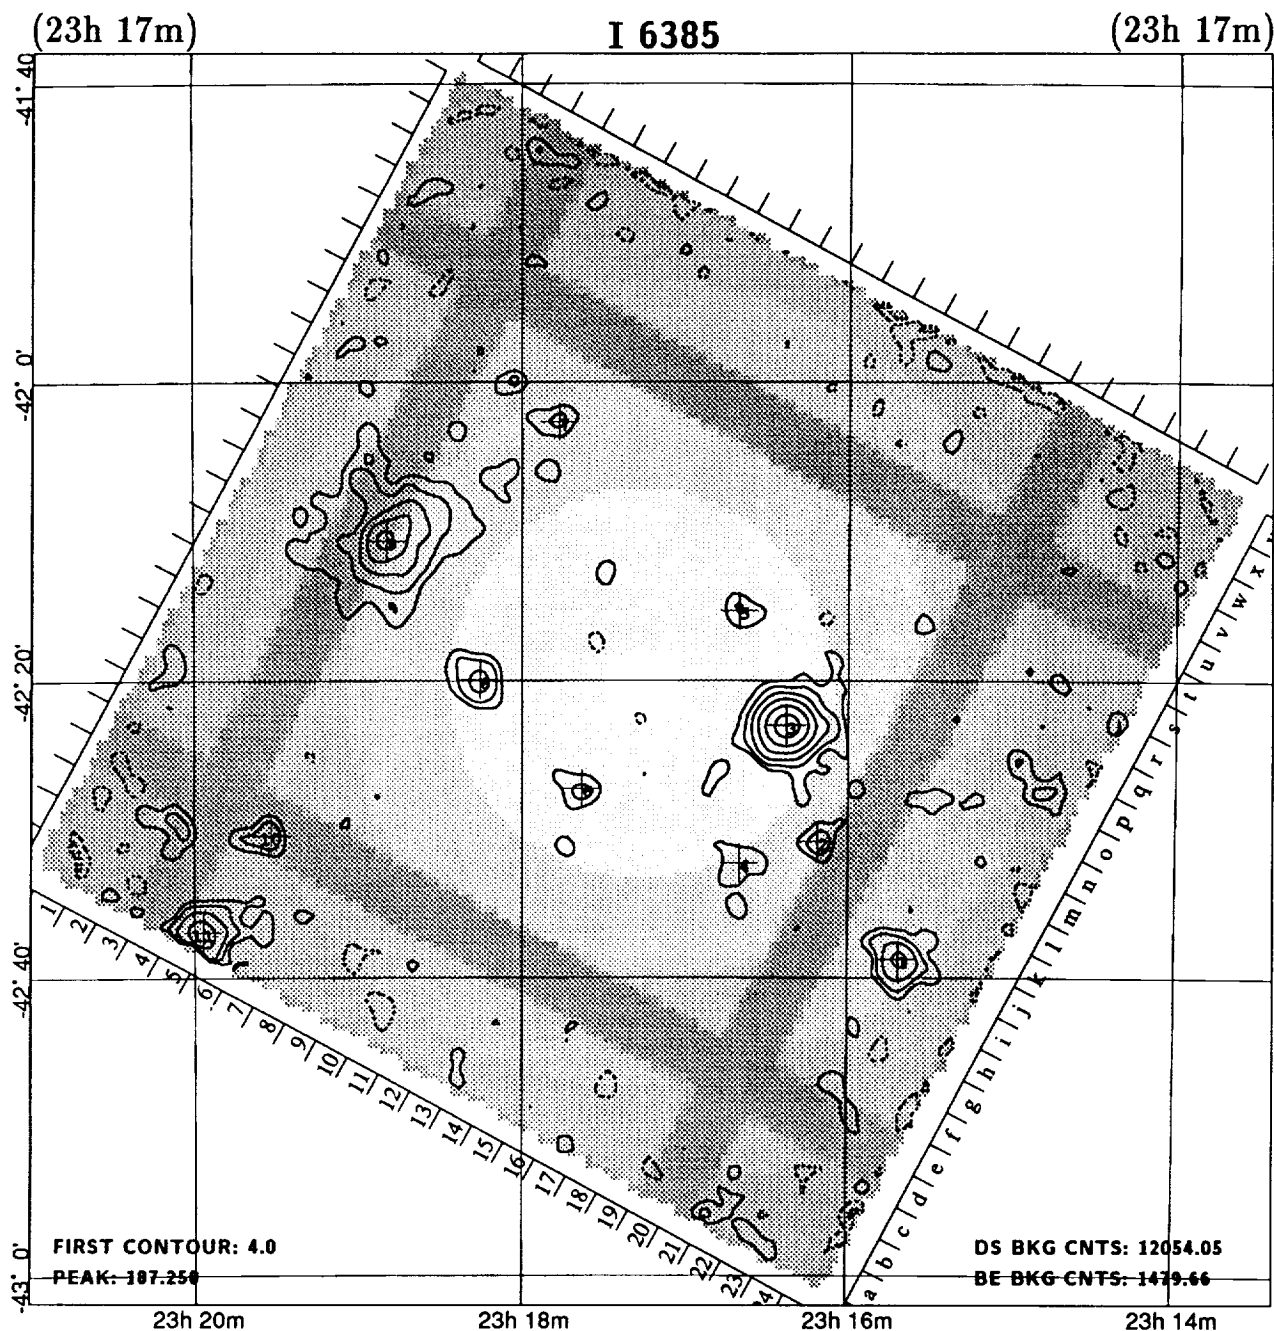 (23h 17m) I 6385 (23h 17m)
-41° 40'
-42° 0'
-42° 20'
-42° 40'
-43° 0'
1 2 3 4 5 6 7 8 9 10 11 12 13 14 15 16 17 18 19 20 21 22 23 24
a b c d e f g h i j k l m n o p q r s t u v w x
FIRST CONTOUR: 4.0
PEAK: 187.250
DS BKG CNTS: 12054.05
BE BKG CNTS: 1479.66
23h 20m 23h 18m 23h 16m 23h 14m